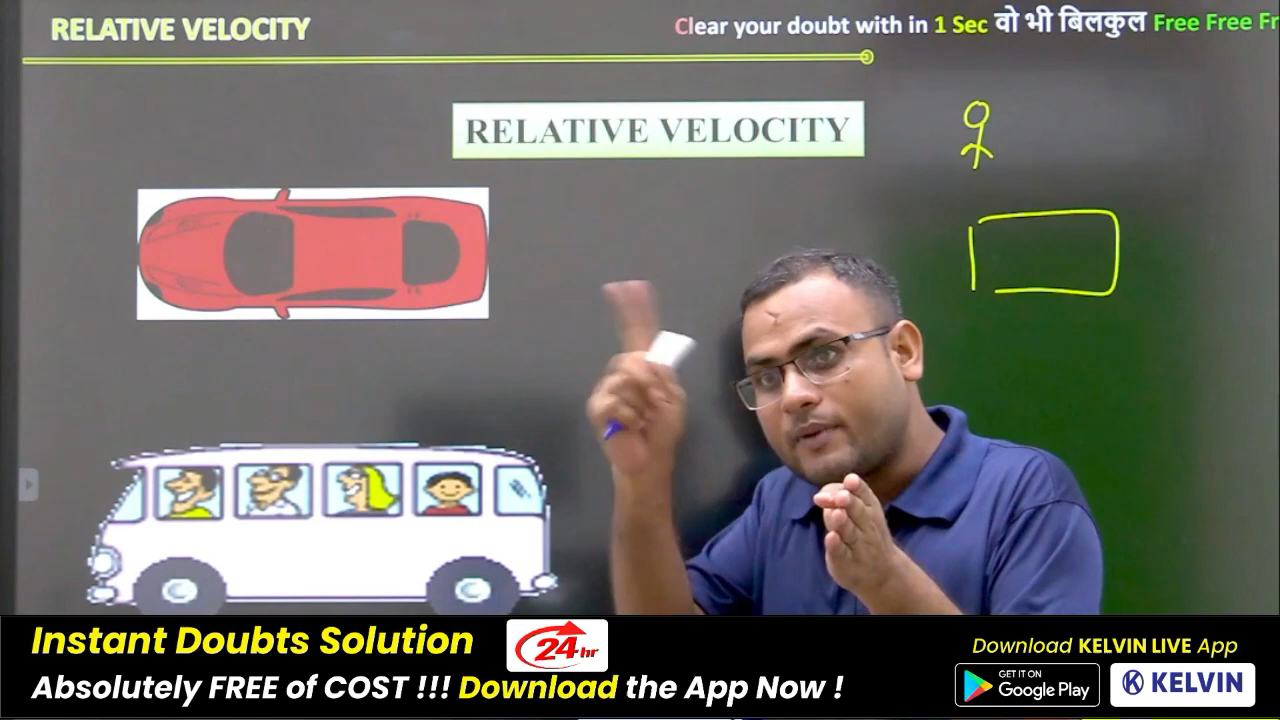 RELATIVE VELOCITY
Clear your doubt with in 1 Sec वो भी बिलकुल Free Free Fr
RELATIVE VELOCITY
Instant Doubts Solution
24hr
Absolutely FREE of COST !!! Download the App Now !
Download KELVIN LIVE App
GET IT ON
Google Play
KELVIN